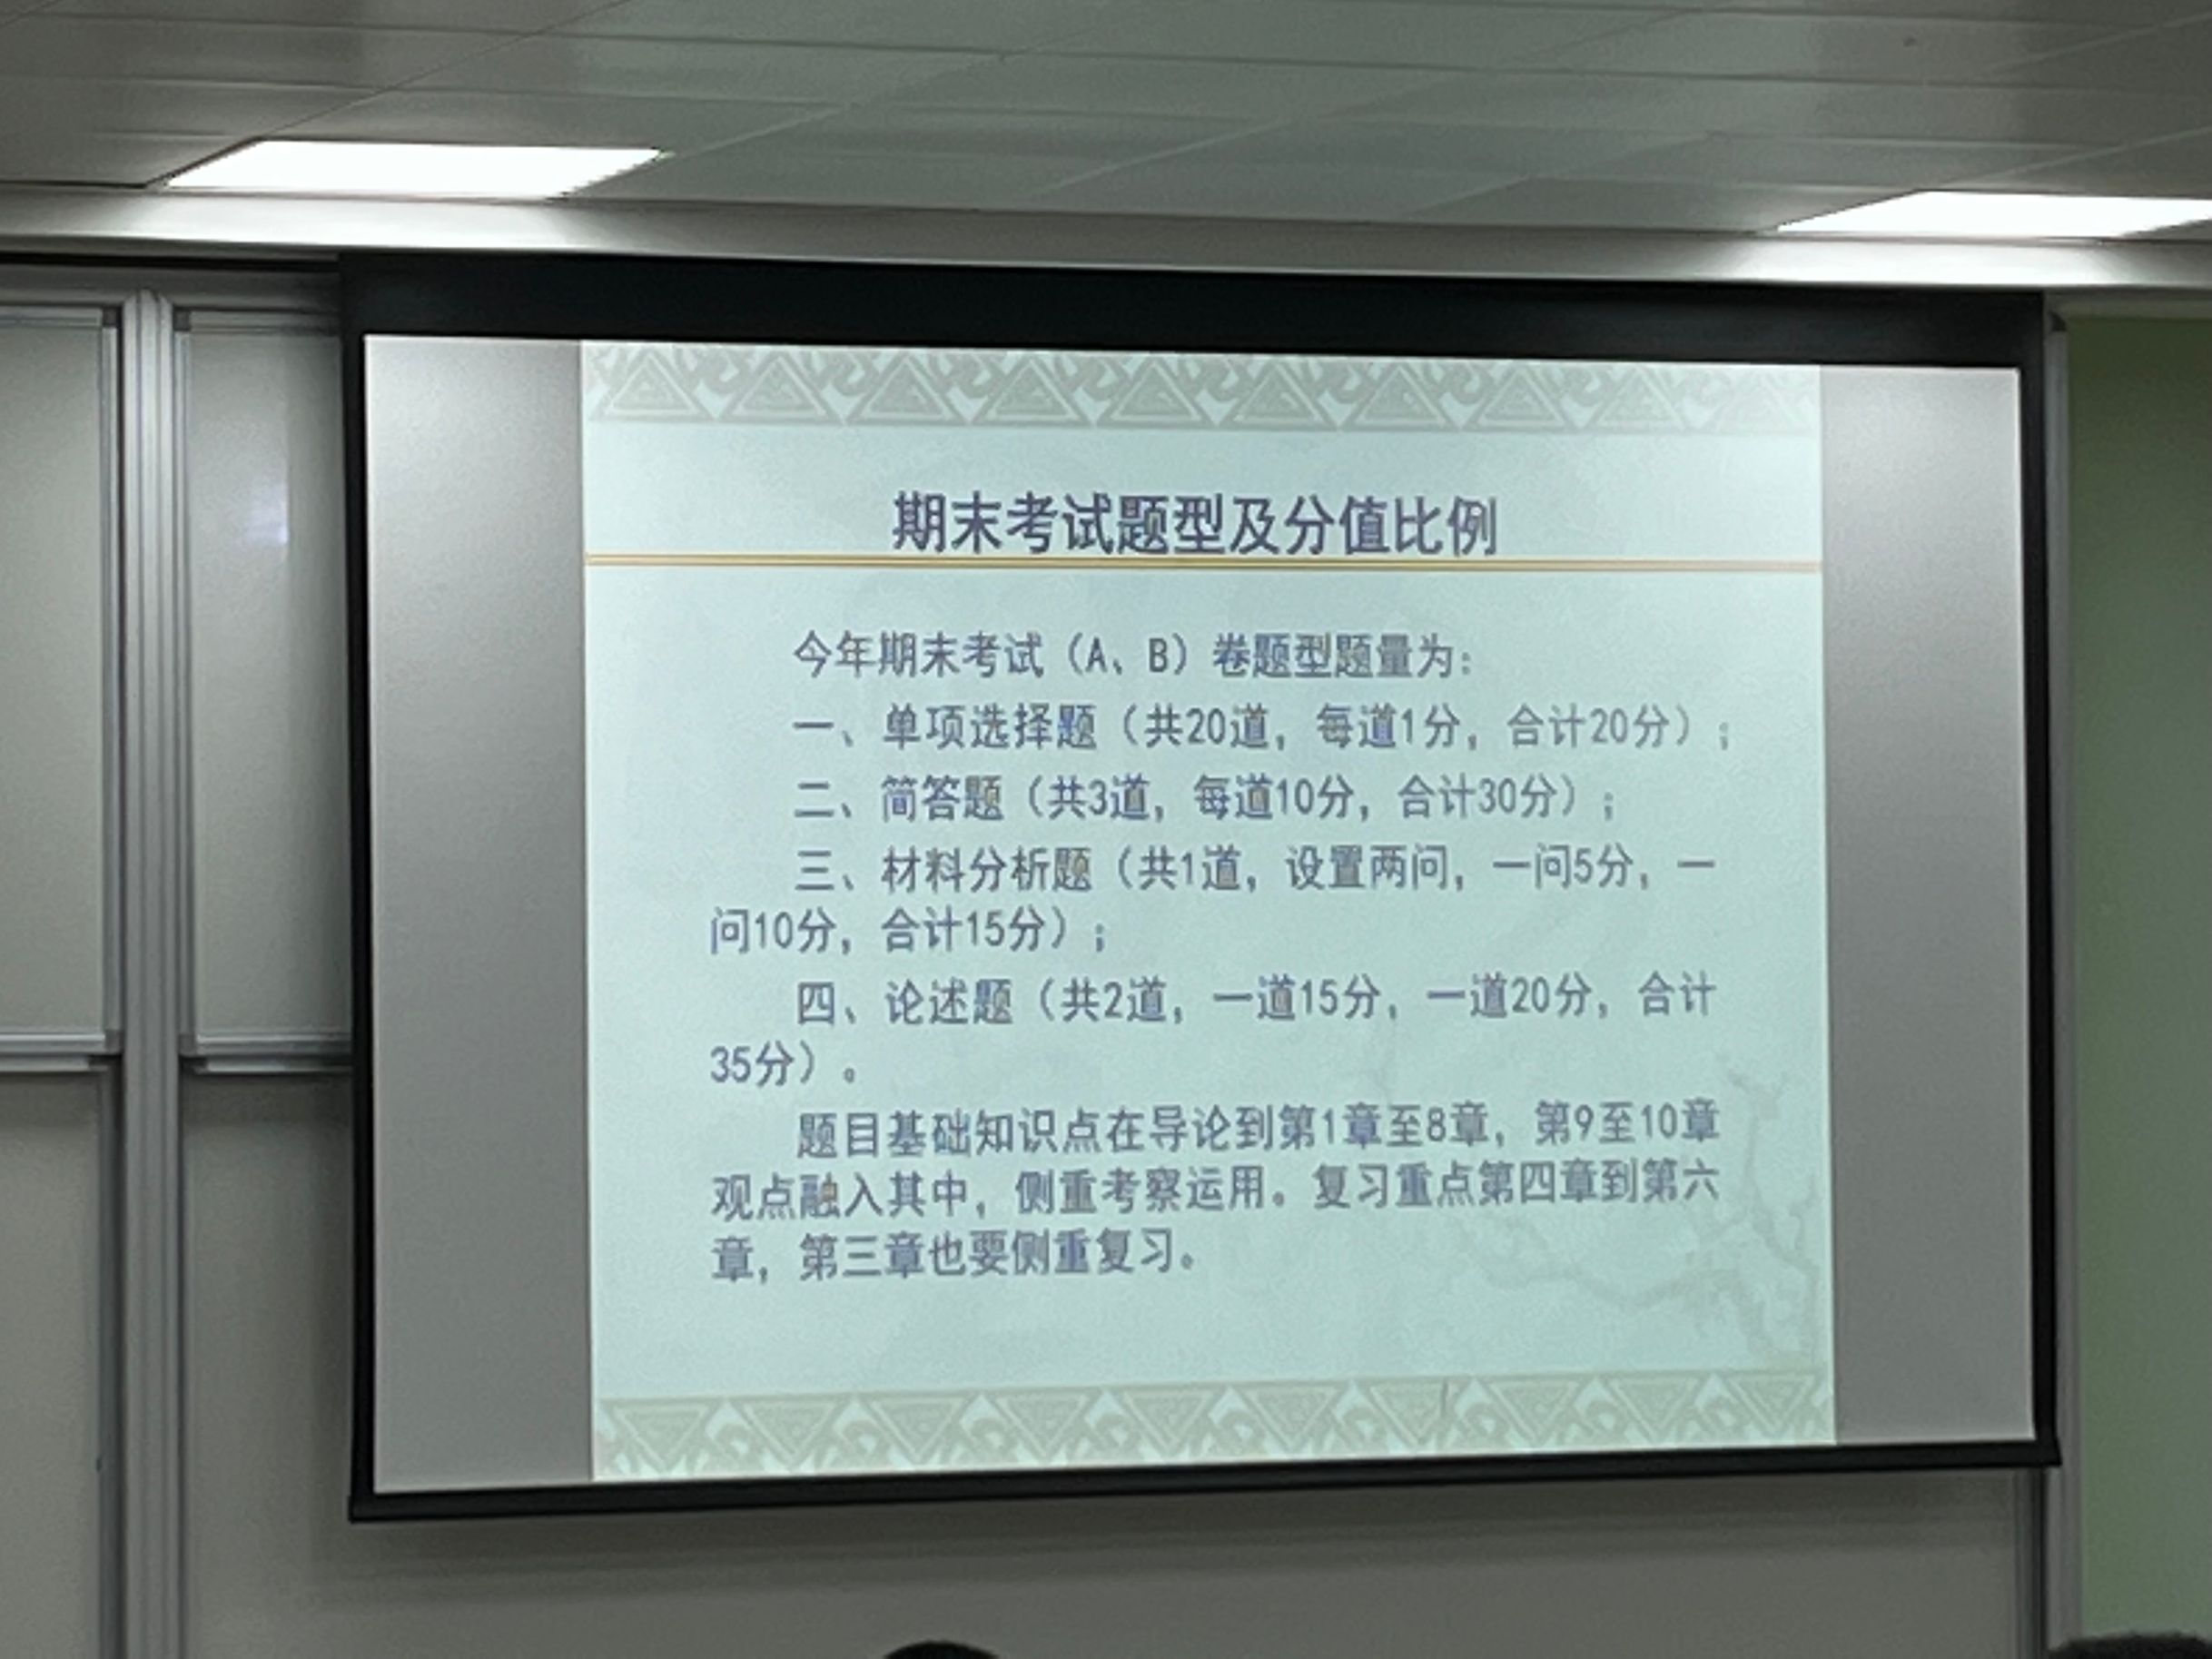 期末考试题型及分值比例
今年期末考试（A、B）卷题型题量为：
一、单项选择题（共20道，每道1分，合计20分）；
二、简答题（共3道，每道10分，合计30分）；
三、材料分析题（共1道，设置两问，一问5分，一
问10分，合计15分）；
四、论述题（共2道，一道15分，一道20分，合计
35分）。
题目基础知识点在导论到第1章至8章，第9至10章
观点融入其中，侧重考察运用。复习重点第四章到第六
章，第三章也要侧重复习。